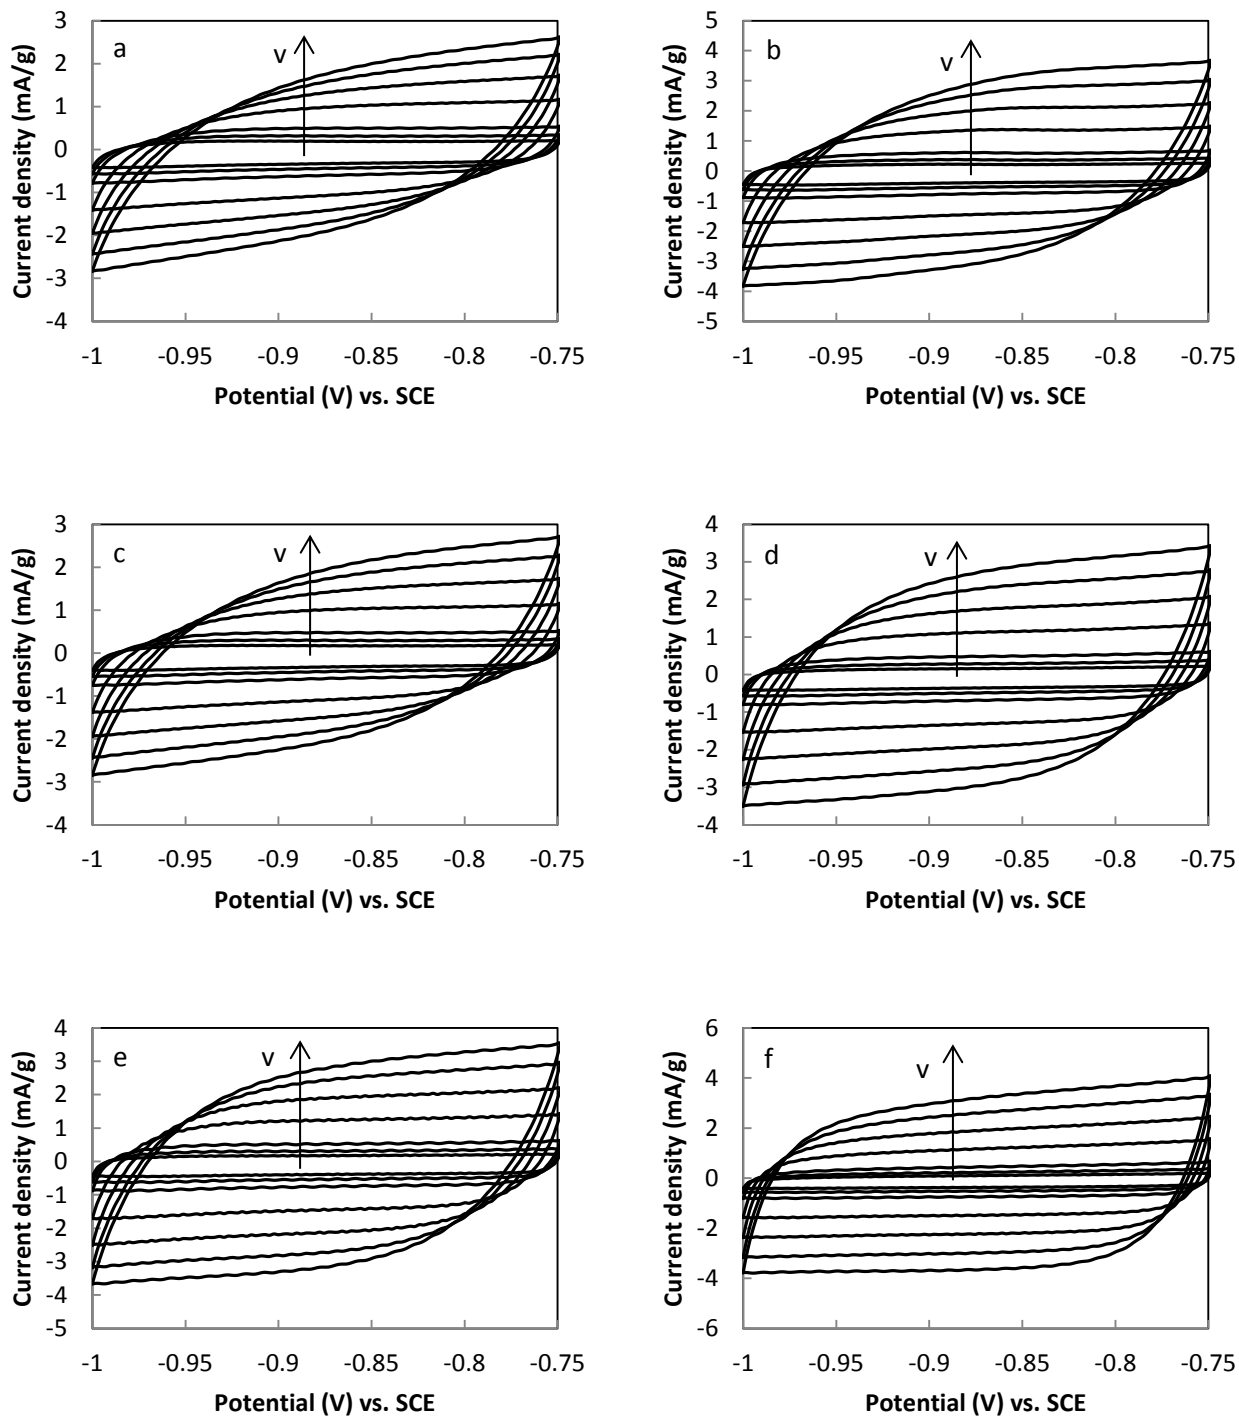 3
2
1
0
-1
-2
-3
-4
-1 -0.95 -0.9 -0.85 -0.8 -0.75
Current density (mA/g)
Potential (V) vs. SCE
a
v
5
4
3
2
1
0
-1
-2
-3
-4
-5
-1 -0.95 -0.9 -0.85 -0.8 -0.75
Current density (mA/g)
Potential (V) vs. SCE
b
v
3
2
1
0
-1
-2
-3
-4
-1 -0.95 -0.9 -0.85 -0.8 -0.75
Current density (mA/g)
Potential (V) vs. SCE
c
v
4
3
2
1
0
-1
-2
-3
-4
-1 -0.95 -0.9 -0.85 -0.8 -0.75
Current density (mA/g)
Potential (V) vs. SCE
d
v
4
3
2
1
0
-1
-2
-3
-4
-5
-1 -0.95 -0.9 -0.85 -0.8 -0.75
Current density (mA/g)
Potential (V) vs. SCE
e
v
6
4
2
0
-2
-4
-6
-1 -0.95 -0.9 -0.85 -0.8 -0.75
Current density (mA/g)
Potential (V) vs. SCE
f
v